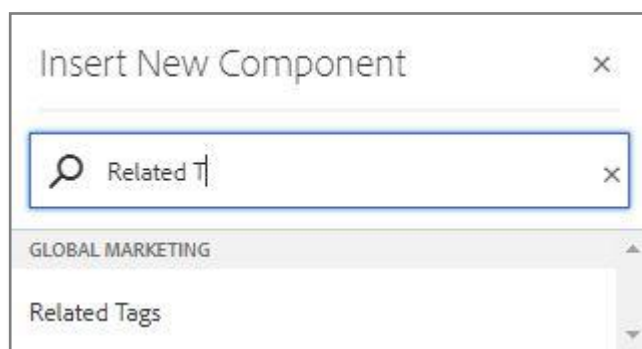 Insert New Component
Related T
GLOBAL MARKETING
Related Tags